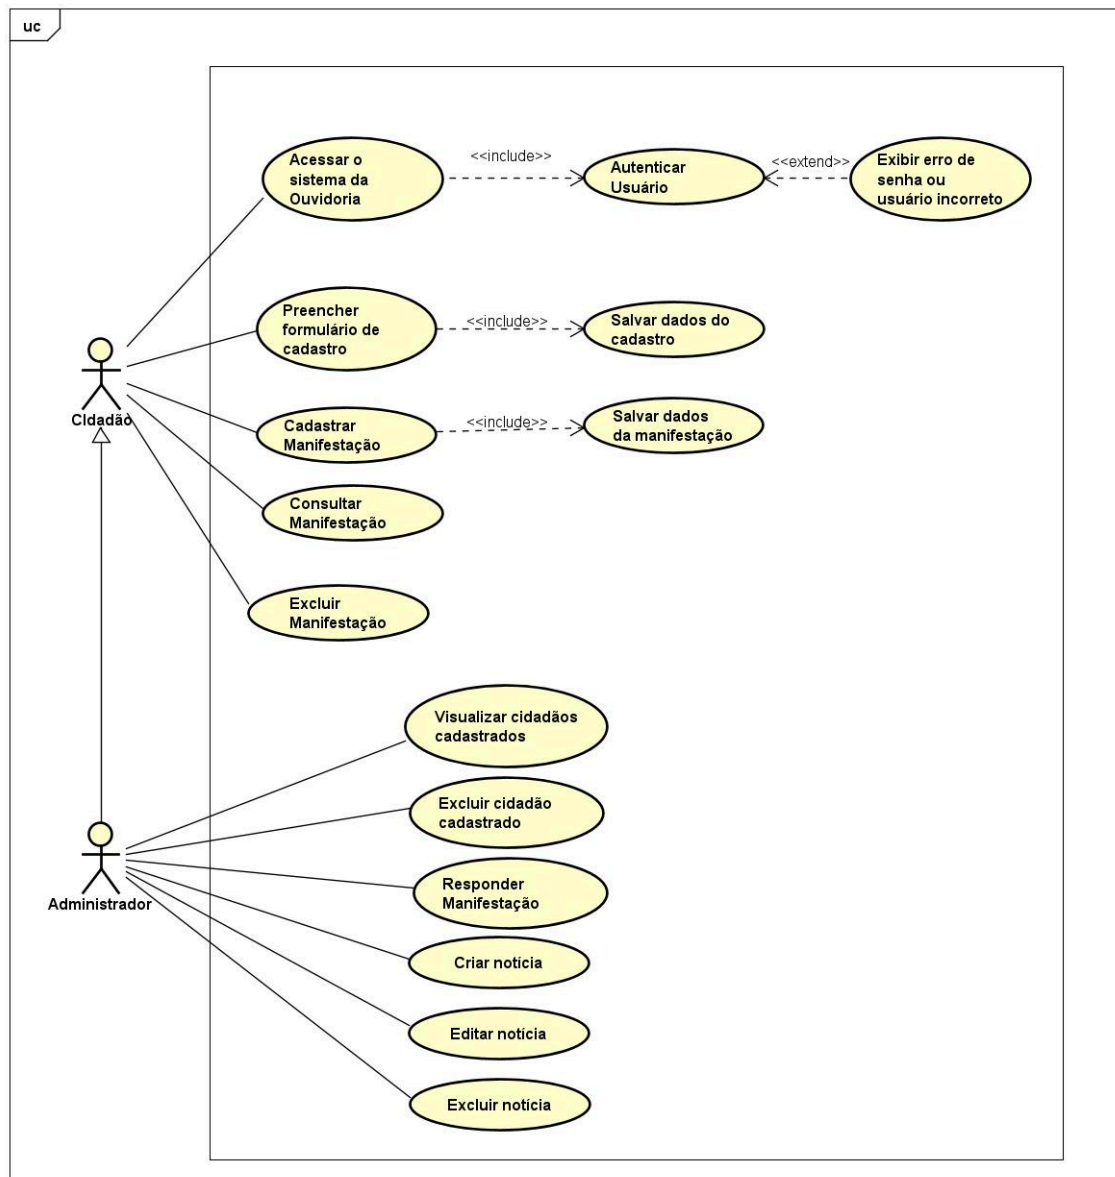 uc
Acessar o
sistema da
Ouvidoria
<<include>>
Autenticar
Usuário
<<extend>>
Exibir erro de
senha ou
usuário incorreto
Preencher
formulário de
cadastro
<<include>>
Salvar dados do
cadastro
CIdadão
Cadastrar
Manifestação
<<include>>
Salvar dados
da manifestação
Consultar
Manifestação
Excluir
Manifestação
Visualizar cidadãos
cadastrados
Excluir cidadão
cadastrado
Administrador
Responder
Manifestação
Criar notícia
Editar notícia
Excluir notícia